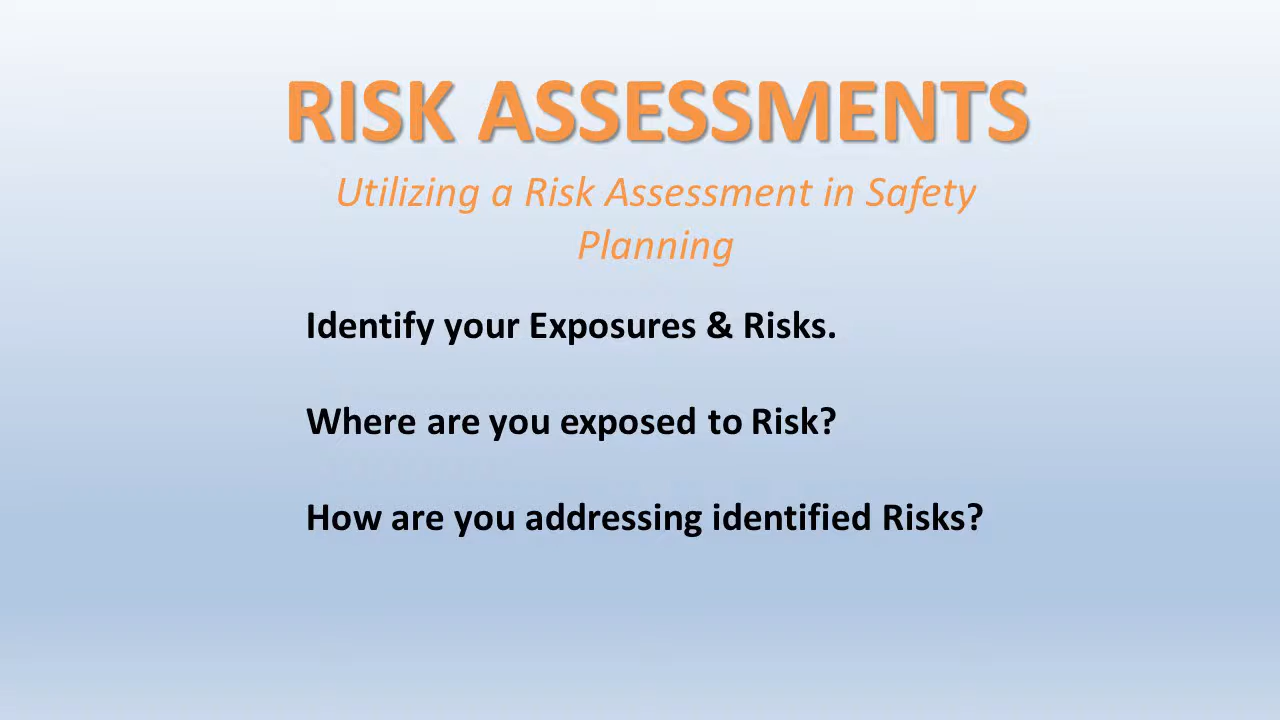 RISK ASSESSMENTS
Utilizing a Risk Assessment in Safety
Planning
Identify your Exposures & Risks.
Where are you exposed to Risk?
How are you addressing identified Risks?